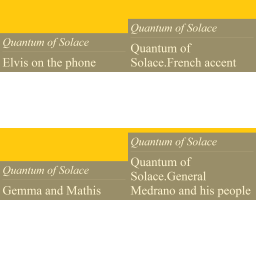 Quantum of Solace
Elvis on the phone
Quantum of Solace
Quantum of
Solace.French accent
Quantum of Solace
Gemma and Mathis
Quantum of Solace
Quantum of
Solace.General
Medrano and his people